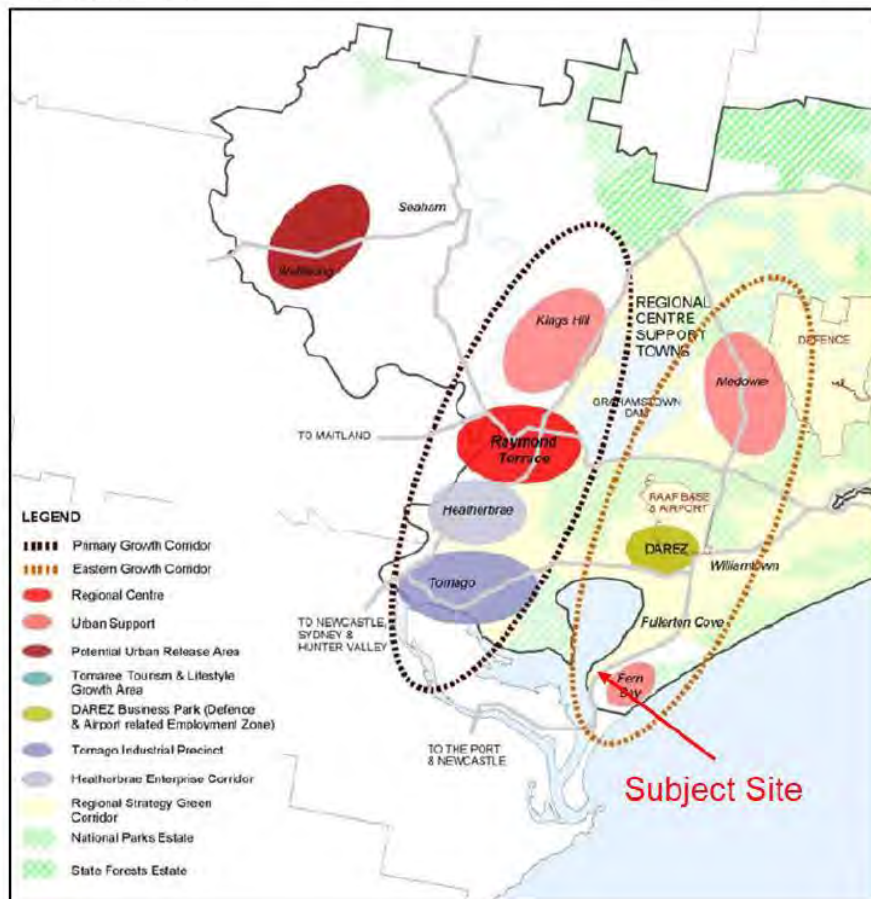 Seaham
Wallalong
Kings Hill
REGIONAL
CENTRE
SUPPORT
TOWNS
DEFENCE
Medowie
GRAHAMSTOWN
DAM
TO MAITLAND
Raymond
Terrace
RAAF BASE
& AIRPORT
Heatherbrae
DAREZ
Williamtown
Tomago
TO NEWCASTLE,
SYDNEY &
HUNTER VALLEY
Fullerton Cove
Fern
Bay
TO THE PORT
& NEWCASTLE
Subject Site
LEGEND
Primary Growth Corridor
Eastern Growth Corridor
Regional Centre
Urban Support
Potential Urban Release Area
Tomaree Tourism & Lifestyle
Growth Area
DAREZ Business Park (Defence
& Airport related Employment Zone)
Tomago Industrial Precinct
Heatherbrae Enterprise Corridor
Regional Strategy Green
Corridor
National Parks Estate
State Forests Estate